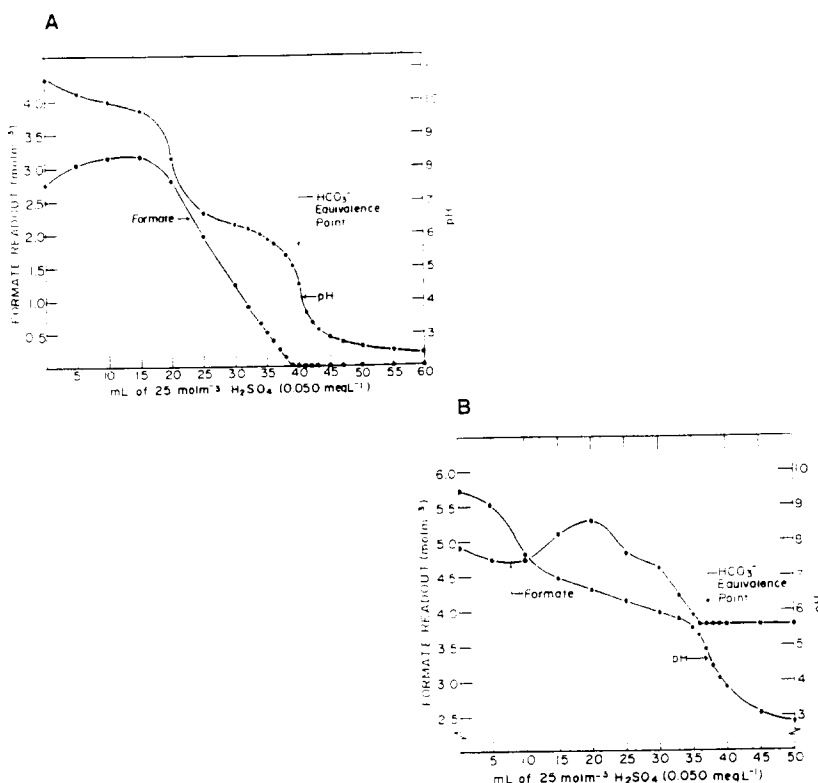 A
FORMATE READOUT (molm⁻³)
4.0
3.5
3.0
2.5
2.0
1.5
1.0
0.5
11
10
9
8
7
6
5
4
3
pH
HCO₃⁻
Equivalence
Point
Formate
pH
5 10 15 20 25 30 35 40 45 50 55 60
mL of 25 molm⁻³ H₂SO₄ (0.050 meqL⁻¹)
B
FORMATE READOUT (molm⁻³)
6.0
5.5
5.0
4.5
4.0
3.5
3.0
2.5
10
9
8
7
6
5
4
3
pH
HCO₃⁻
Equivalence
Point
Formate
pH
5 10 15 20 25 30 35 40 45 50
mL of 25 molm⁻³ H₂SO₄ (0.050 meqL⁻¹)